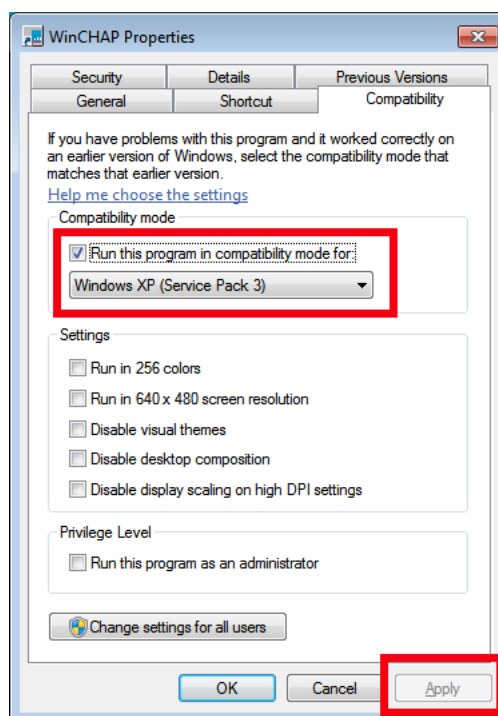 WinCHAP Properties
Security
Details
Previous Versions
General
Shortcut
Compatibility
If you have problems with this program and it worked correctly on
an earlier version of Windows, select the compatibility mode that
matches that earlier version.
Help me choose the settings
Compatibility mode
Run this program in compatibility mode for:
Windows XP (Service Pack 3)
Settings
Run in 256 colors
Run in 640 x 480 screen resolution
Disable visual themes
Disable desktop composition
Disable display scaling on high DPI settings
Privilege Level
Run this program as an administrator
Change settings for all users
OK
Cancel
Apply